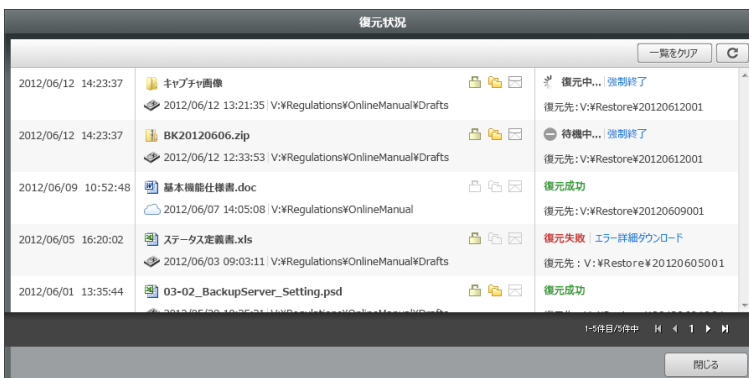 復元状況
一覧をクリア
2012/06/12 14:23:37 キャプチャ画像 復元中... 強制終了
2012/06/12 13:21:35 V:¥Regulations¥OnlineManual¥Drafts 復元先:V:¥Restore¥20120612001
2012/06/12 14:23:37 BK20120606.zip 待機中... 強制終了
2012/06/12 12:33:53 V:¥Regulations¥OnlineManual¥Drafts 復元先:V:¥Restore¥20120612001
2012/06/09 10:52:48 基本機能仕様書.doc 復元成功
2012/06/07 14:05:08 V:¥Regulations¥OnlineManual 復元先:V:¥Restore¥20120609001
2012/06/05 16:20:02 ステータス定義書.xls 復元失敗 エラー詳細ダウンロード
2012/06/03 09:03:11 V:¥Regulations¥OnlineManual¥Drafts 復元先:V:¥Restore¥20120605001
2012/06/01 13:35:44 03-02_BackupServer_Setting.psd 復元成功
1-5件目/5件中 1
閉じる